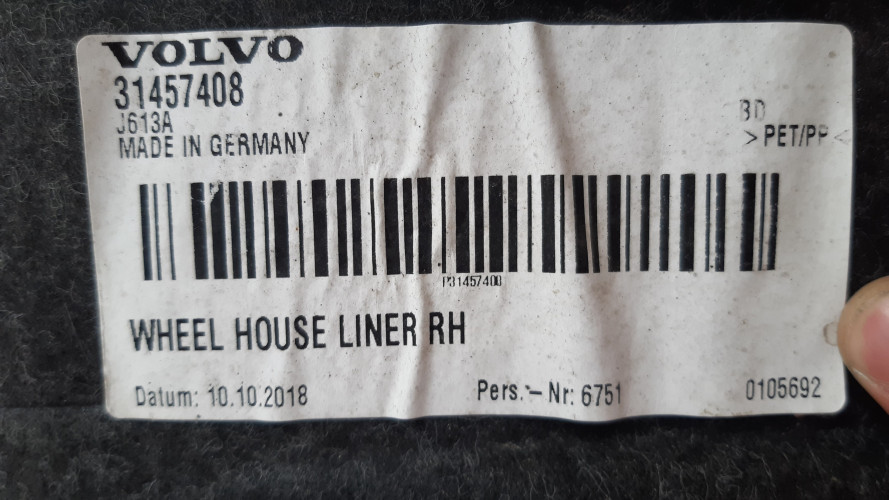 VOLVO
31457408
J613A
MADE IN GERMANY
BD
>PET/PP<
P31457408
WHEEL HOUSE LINER RH
Datum: 10.10.2018
Pers.-Nr: 6751
0105692